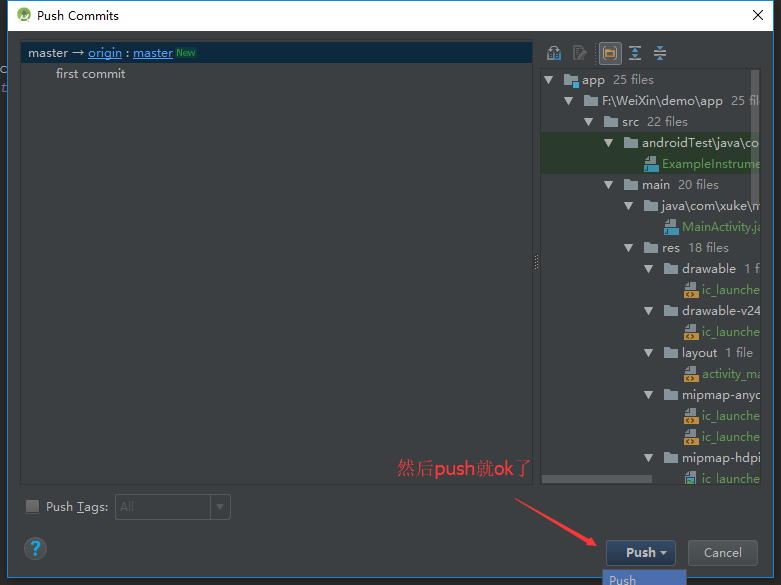 Push Commits
master → origin : master New
first commit
app 25 files
F:\WeiXin\demo\app 25 fil
src 22 files
androidTest\java\co
ExampleInstrume
main 20 files
java\com\xuke\m
MainActivity.ja
res 18 files
drawable 1 f
ic_launche
drawable-v24
ic_launche
layout 1 file
activity_ma
mipmap-anyd
ic_launche
ic_launche
mipmap-hdpi
ic_launche
然后push就ok了
Push Tags: All
? Push Cancel
Push